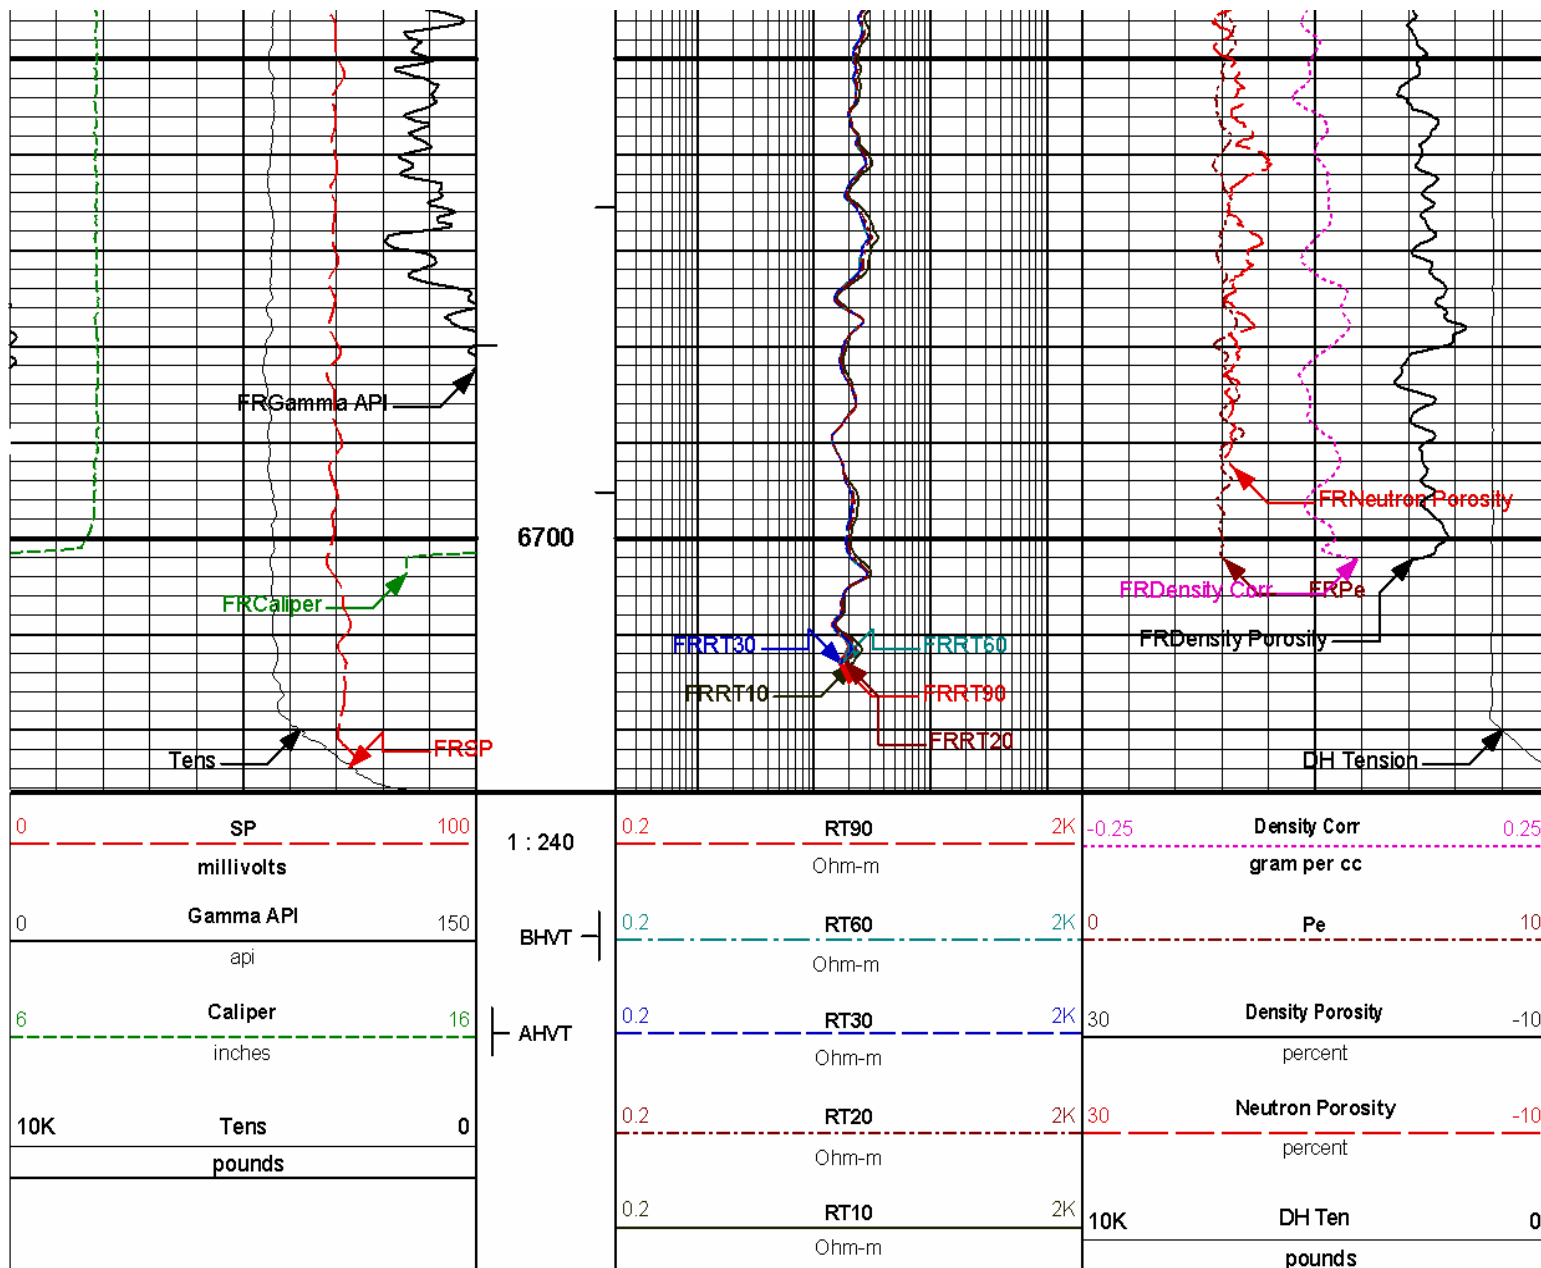 FRGamma API
FRNeutron Porosity
6700
FRCaliper
FRDensity Corr
FRPe
FRDensity Porosity
FRRT30
FRRT60
FRRT10
FRRT90
FRRT20
FRSP
Tens
DH Tension
0 SP 100
millivolts
0 Gamma API 150
api
6 Caliper 16
inches
10K Tens 0
pounds
1 : 240
BHVT
AHVT
0.2 RT90 2K
Ohm-m
0.2 RT60 2K
Ohm-m
0.2 RT30 2K
Ohm-m
0.2 RT20 2K
Ohm-m
0.2 RT10 2K
Ohm-m
-0.25 Density Corr 0.25
gram per cc
0 Pe 10
30 Density Porosity -10
percent
30 Neutron Porosity -10
percent
10K DH Ten 0
pounds